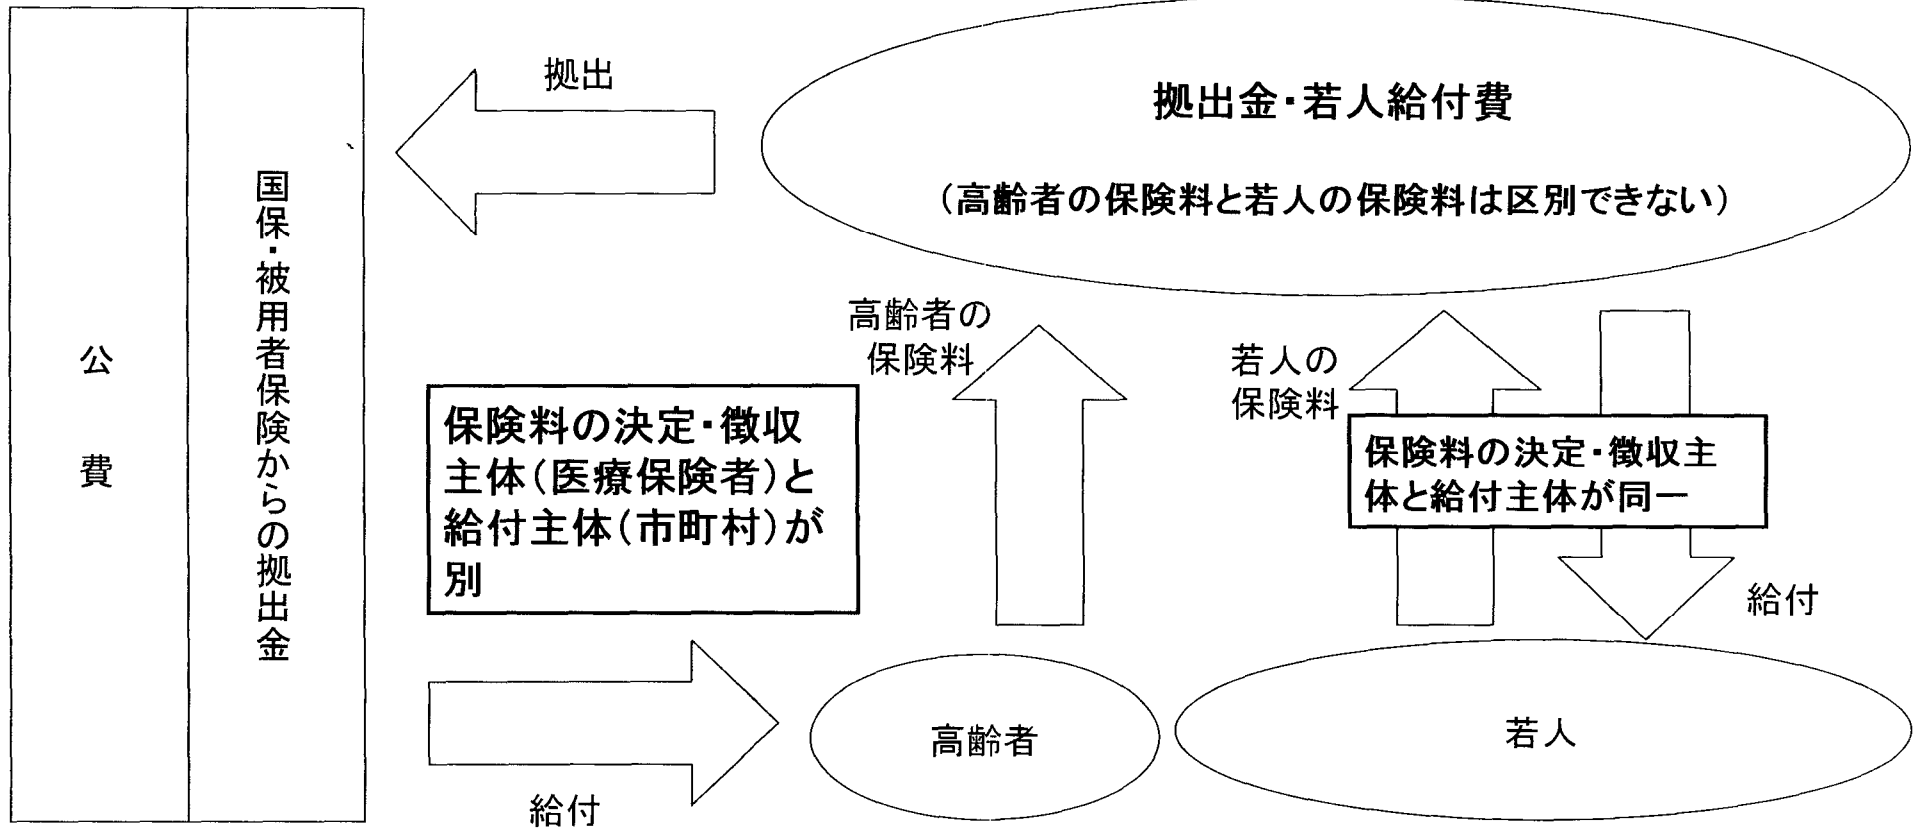 公費
国保・被用者保険からの拠出金
拠出
拠出金・若人給付費
（高齢者の保険料と若人の保険料は区別できない）
高齢者の
保険料
若人の
保険料
保険料の決定・徴収
主体（医療保険者）と
給付主体（市町村）が
別
保険料の決定・徴収主
体と給付主体が同一
給付
高齢者
若人
給付